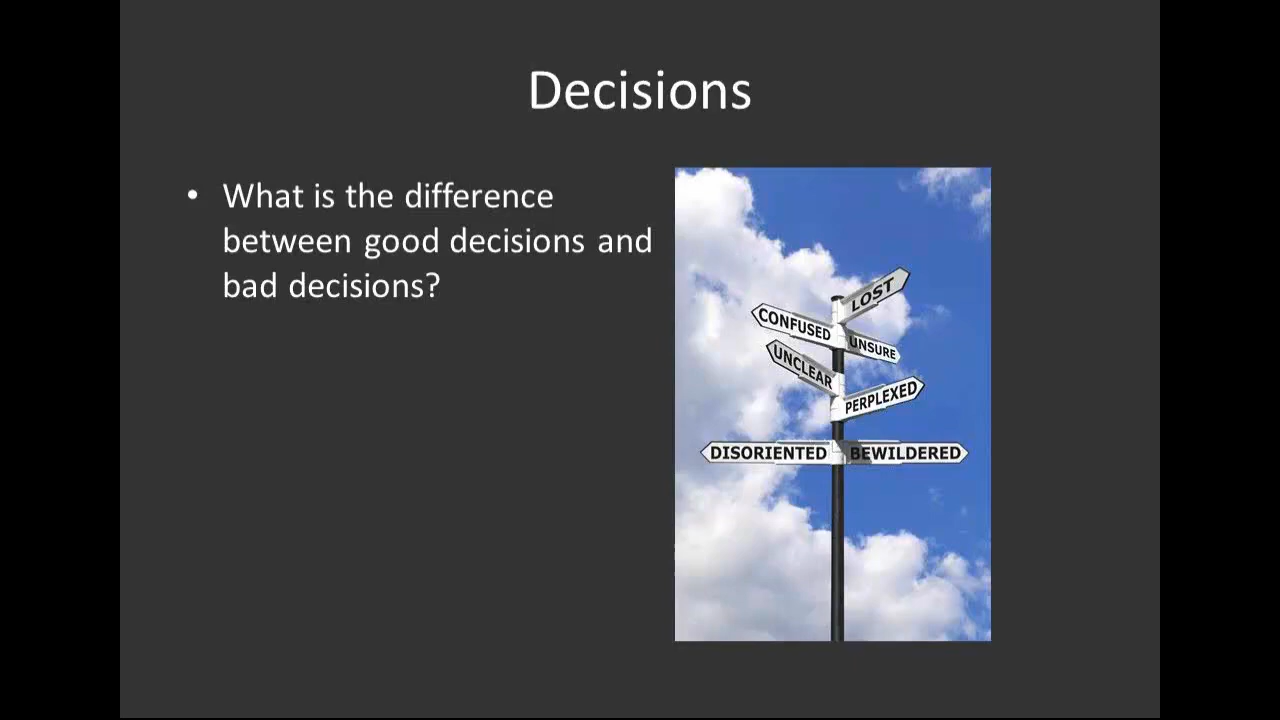 Decisions
• What is the difference
between good decisions and
bad decisions?
LOST
CONFUSED
UNSURE
UNCLEAR
PERPLEXED
DISORIENTED
BEWILDERED